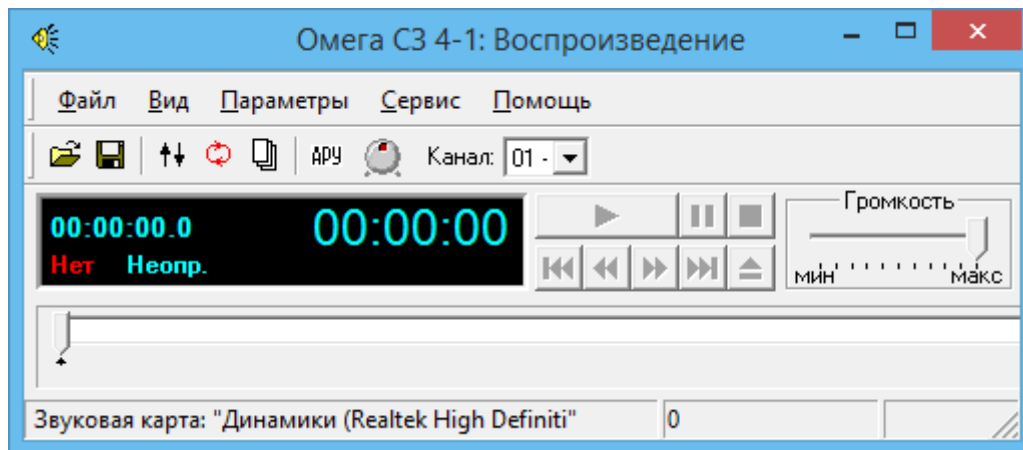 Омега СЗ 4-1: Воспроизведение
Файл Вид Параметры Сервис Помощь
АРУ Канал: 01 -
Громкость
00:00:00.0 00:00:00
Нет Неопр.
мин макс
Звуковая карта: "Динамики (Realtek High Definiti" 0